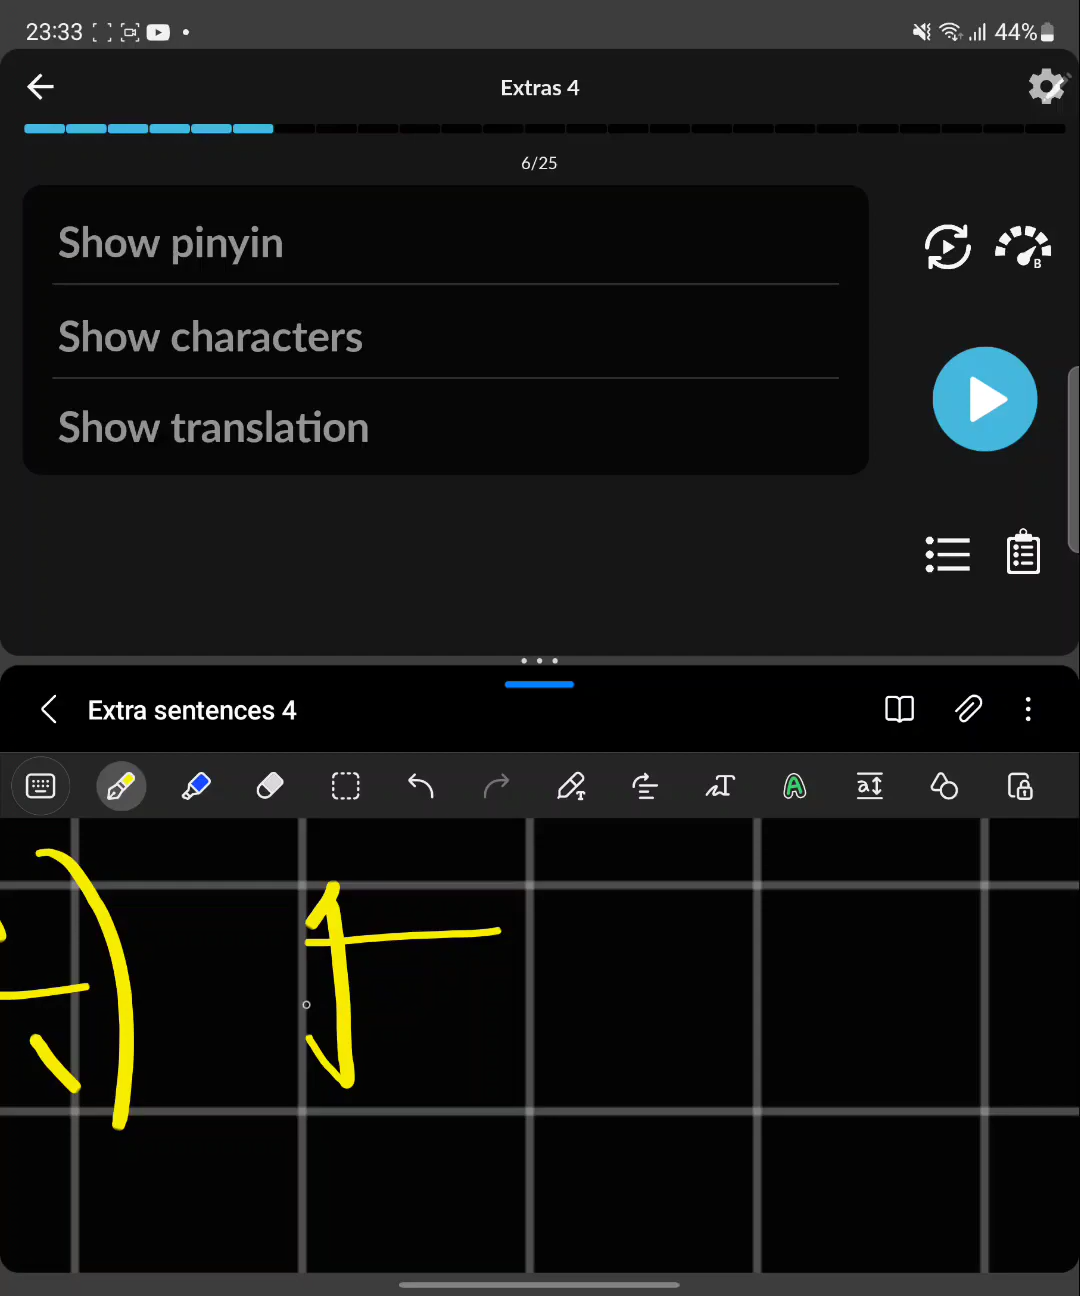 23:33
44%
Extras 4
6/25
Show pinyin
B
Show characters
Show translation
Extra sentences 4
T
T
A
a
)